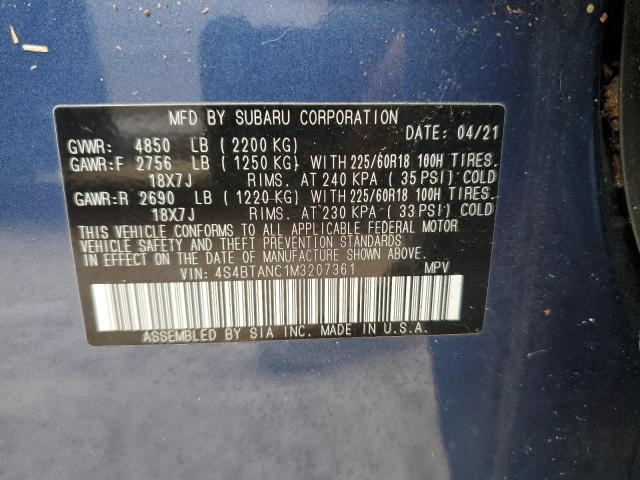 MFD BY SUBARU CORPORATION
DATE: 04/21
GVWR: 4850 LB (2200 KG)
GAWR:F 2756 LB (1250 KG) WITH 225/60R18 100H TIRES.
18X7J RIMS. AT 240 KPA (35 PSI) COLD
GAWR:R 2690 LB (1220 KG) WITH 225/60R18 100H TIRES.
18X7J RIMS. AT 230 KPA (33 PSI) COLD
THIS VEHICLE CONFORMS TO ALL APPLICABLE FEDERAL MOTOR
VEHICLE SAFETY AND THEFT PREVENTION STANDARDS
IN EFFECT ON THE DATE OF MANUFACTURE SHOWN ABOVE.
VIN: 4S4BTANC1M3207361 MPV
ASSEMBLED BY SIA INC. MADE IN U.S.A.